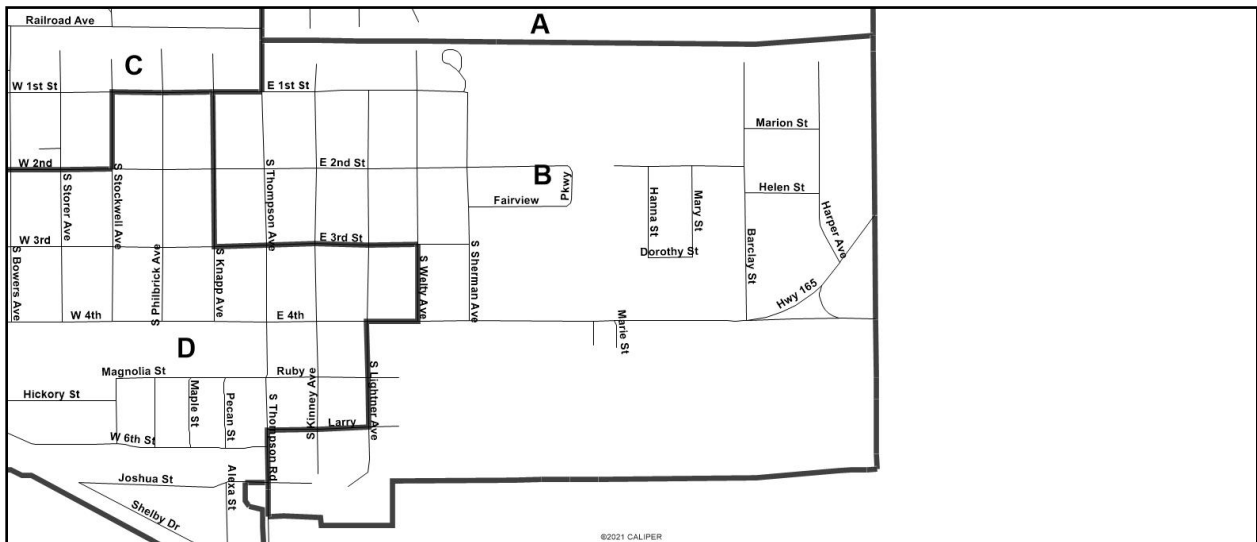 Railroad Ave
A
C
W 1st St
E 1st St
Marion St
W 2nd
E 2nd St
B
Pkwy
Fairview
Helen St
S Storer Ave
S Stockwell Ave
S Thompson Ave
Hanna St
Mary St
Harper Ave
W 3rd
E 3rd St
Dorothy St
S Bowers Ave
S Philbrick Ave
S Knapp Ave
S Welty Ave
S Sherman Ave
Barclay St
Hwy 165
W 4th
E 4th
Marie St
D
Magnolia St
Ruby
Hickory St
Maple St
Pecan St
S Thompson Rd
S Kinney Ave
S Lightner Ave
Larry
W 6th St
Joshua St
Alexa St
Shelby Dr
©2021 CALIPER